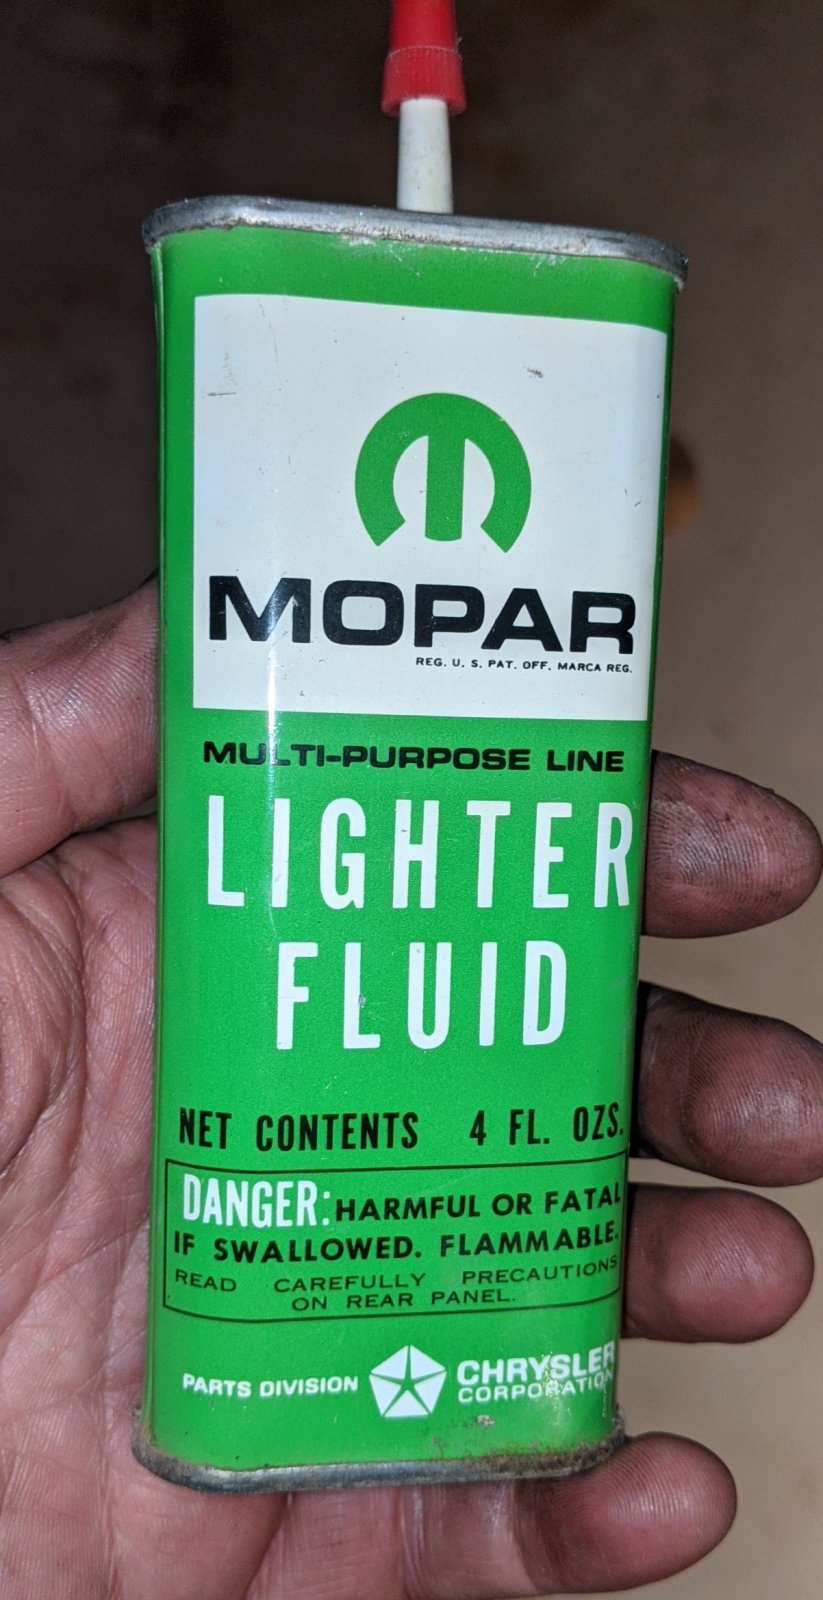 MOPAR
REG. U. S. PAT. OFF. MARCA REG.
MULTI-PURPOSE LINE
LIGHTER
FLUID
NET CONTENTS 4 FL. OZS.
DANGER: HARMFUL OR FATAL
IF SWALLOWED. FLAMMABLE.
READ CAREFULLY PRECAUTIONS
ON REAR PANEL.
PARTS DIVISION CHRYSLER
CORPORATION